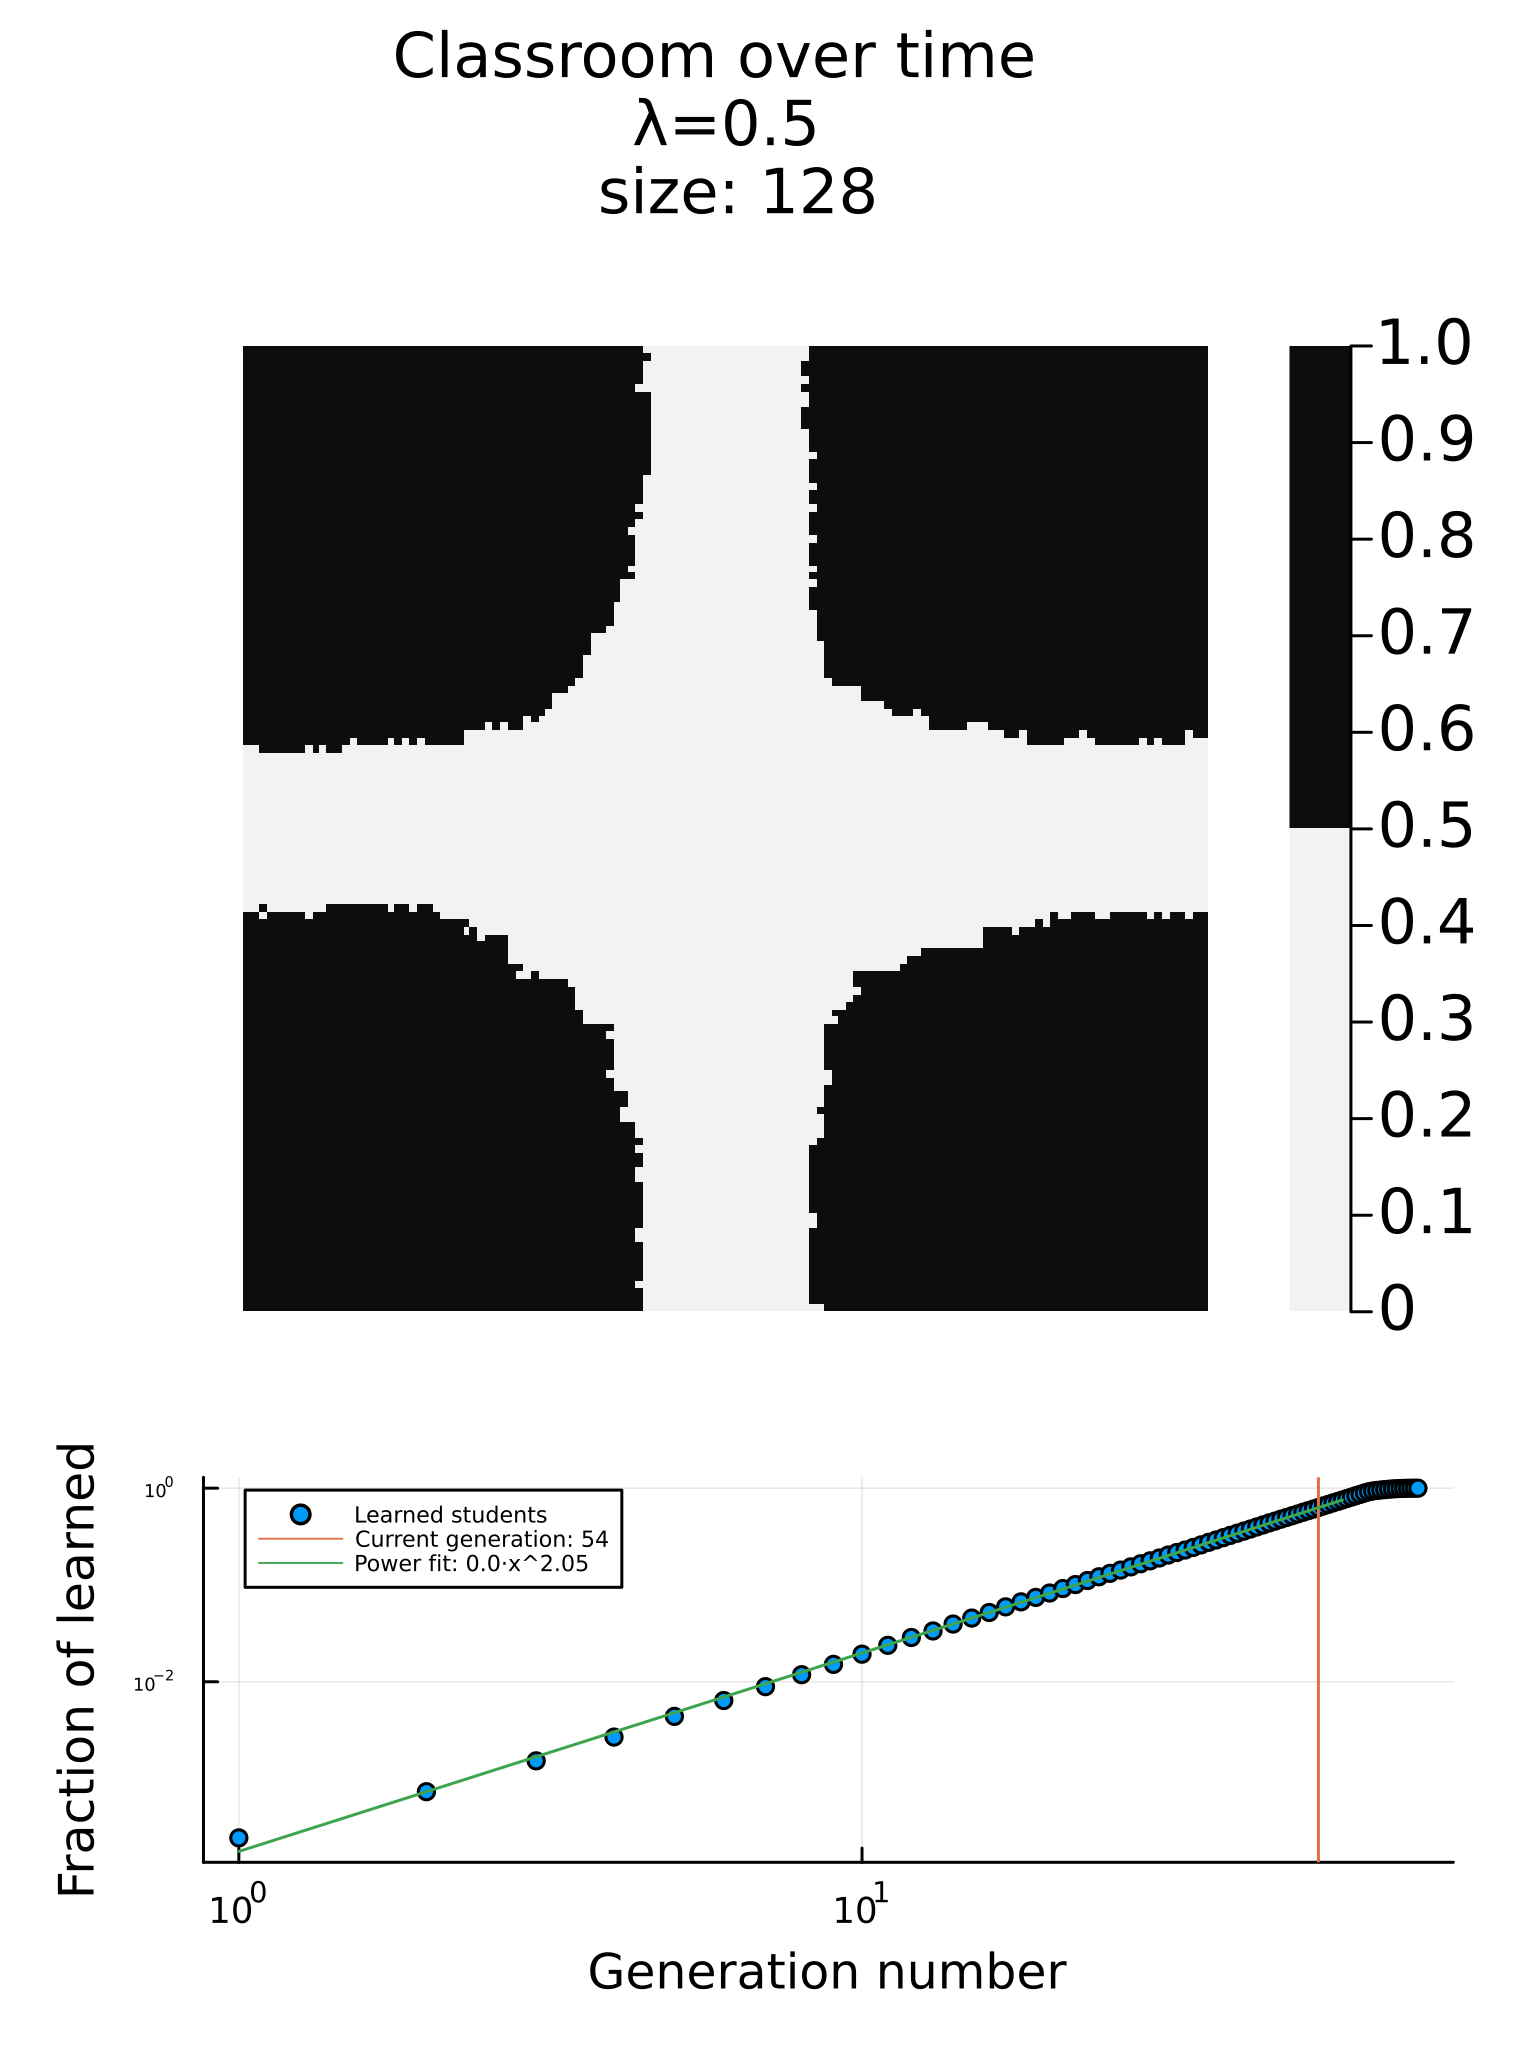 Classroom over time
λ=0.5
size: 128
1.0
0.9
0.8
0.7
0.6
0.5
0.4
0.3
0.2
0.1
0
Fraction of learned
10^0
10^−2
Learned students
Current generation: 54
Power fit: 0.0·x^2.05
10^0
10^1
Generation number